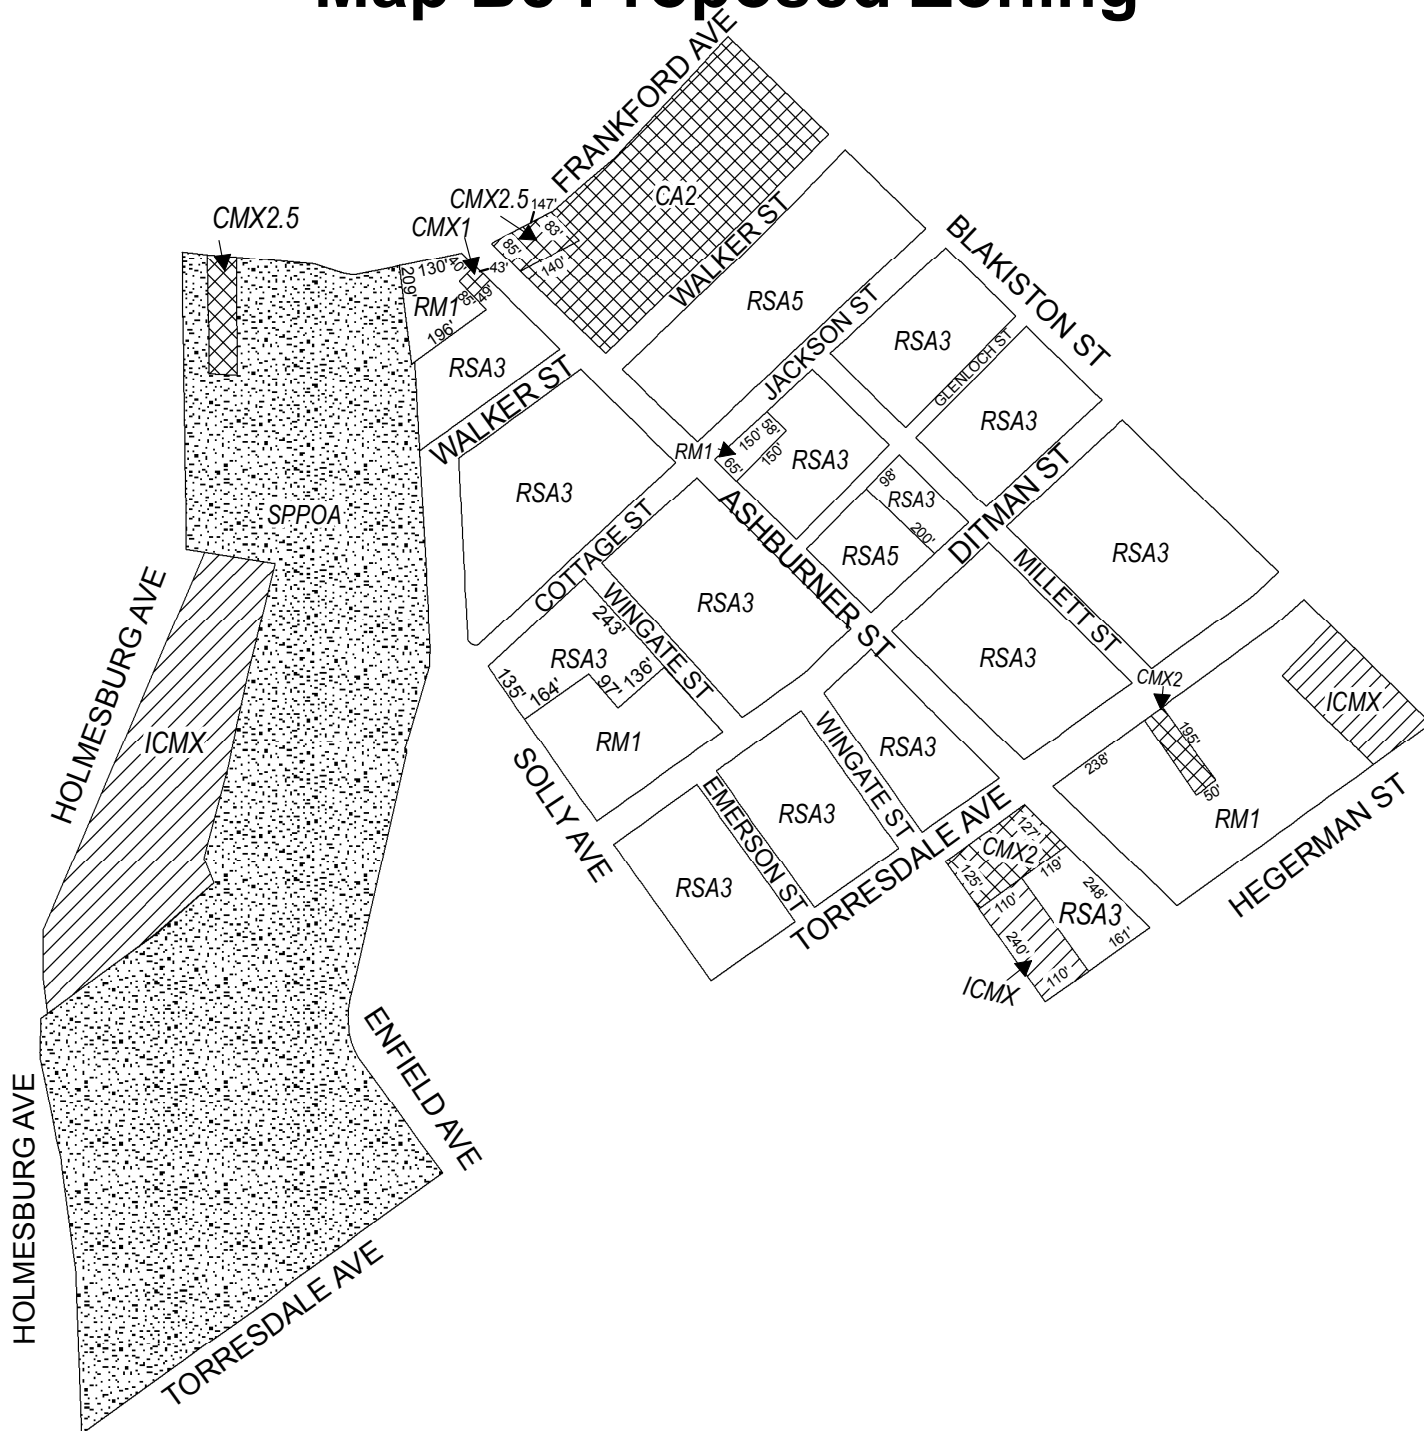 FRANKFORD AVE
CMX2.5
147'
CA2
CMX2.5
CMX1
83'
85'
140'
WALKER ST
BLAKISTON ST
130'
40'
43'
209'
RM1
85'
49'
196'
RSA5
JACKSON ST
RSA3
GLENLOCH ST
RSA3
WALKER ST
RSA3
RM1
150'
58'
65'
150'
RSA3
98'
RSA3
200'
DITMAN ST
RSA3
SPPOA
COTTAGE ST
ASHBURNER ST
RSA5
MILLETT ST
RSA3
HOLMESBURG AVE
WINGATE ST
RSA3
243'
RSA3
136'
97'
164'
135'
RM1
RSA3
CMX2
ICMX
195'
50'
238'
RM1
HEGERMAN ST
ICMX
SOLLY AVE
EMERSON ST
RSA3
WINGATE ST
RSA3
RSA3
TORRESDALE AVE
127'
CMX2
119'
125'
110'
248'
RSA3
161'
240'
110'
ICMX
ENFIELD AVE
HOLMESBURG AVE
TORRESDALE AVE